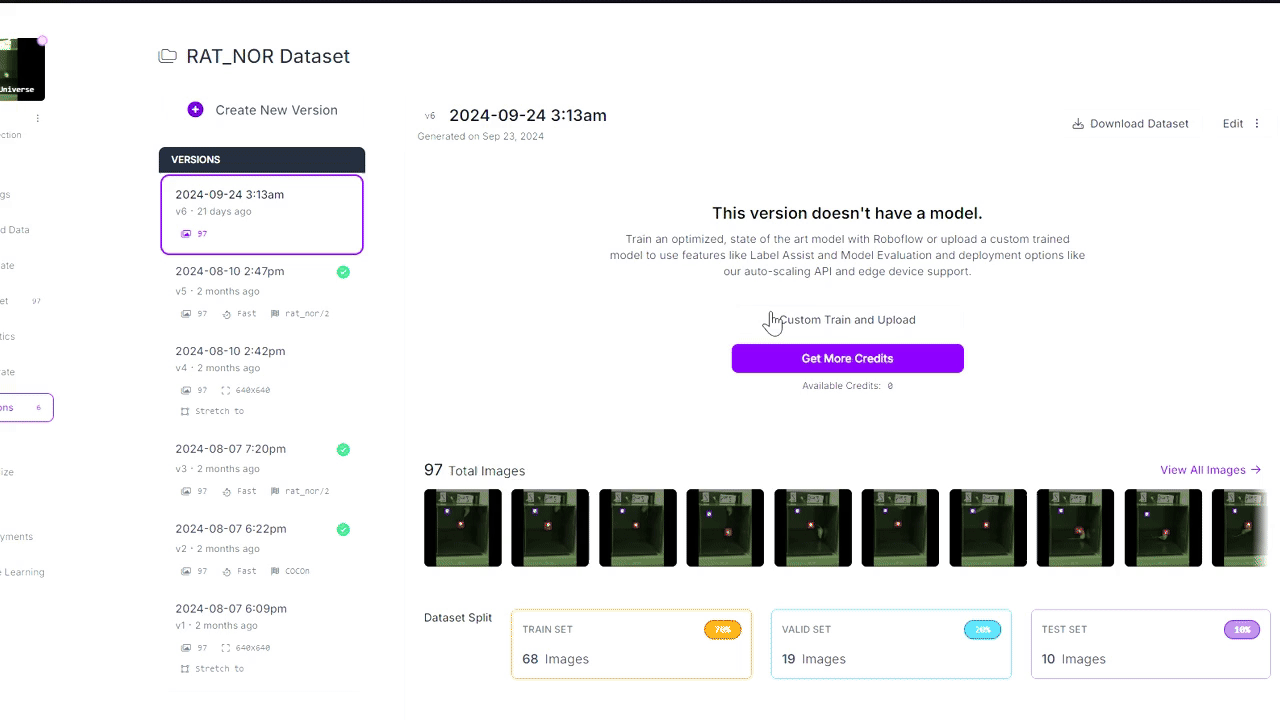 RAT_NOR Dataset
Universe
ction
gs
d Data
ate
et 97
tics
ate
ons 6
ize
yments
e Learning
Create New Version
VERSIONS
2024-09-24 3:13am
v6 · 21 days ago
97
2024-08-10 2:47pm
v5 · 2 months ago
97 Fast rat_nor/2
2024-08-10 2:42pm
v4 · 2 months ago
97 640x640
Stretch to
2024-08-07 7:20pm
v3 · 2 months ago
97 Fast rat_nor/2
2024-08-07 6:22pm
v2 · 2 months ago
97 Fast COCOn
2024-08-07 6:09pm
v1 · 2 months ago
97 640x640
Stretch to
v6 2024-09-24 3:13am
Generated on Sep 23, 2024
Download Dataset Edit
This version doesn't have a model.
Train an optimized, state of the art model with Roboflow or upload a custom trained
model to use features like Label Assist and Model Evaluation and deployment options like
our auto-scaling API and edge device support.
Custom Train and Upload
Get More Credits
Available Credits: 0
97 Total Images
View All Images →
Dataset Split
TRAIN SET 70%
68 Images
VALID SET 20%
19 Images
TEST SET 10%
10 Images